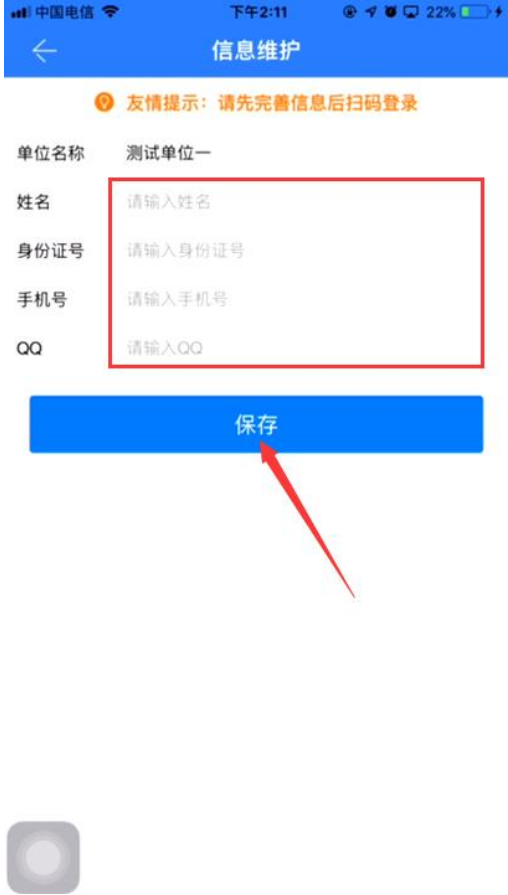 中国电信 下午2:11 22%
信息维护
友情提示：请先完善信息后扫码登录
单位名称 测试单位一
姓名 请输入姓名
身份证号 请输入身份证号
手机号 请输入手机号
QQ 请输入QQ
保存